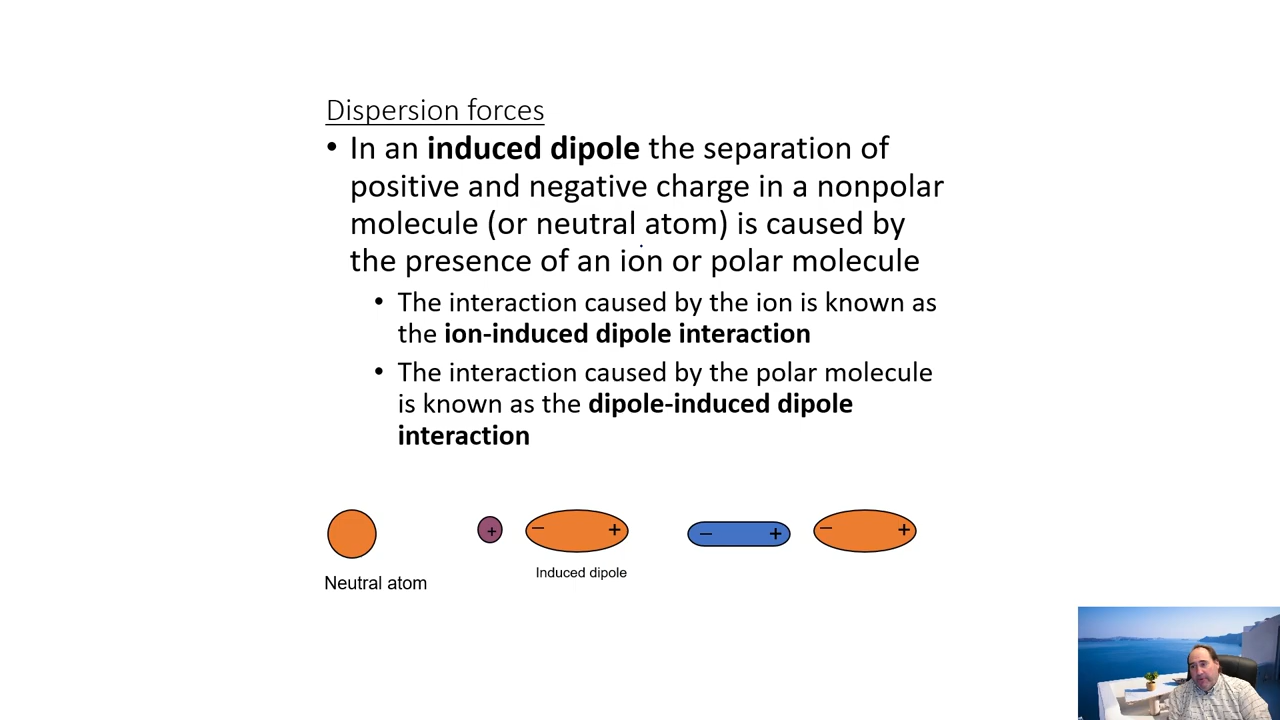 Dispersion forces
• In an induced dipole the separation of
positive and negative charge in a nonpolar
molecule (or neutral atom) is caused by
the presence of an ion or polar molecule
• The interaction caused by the ion is known as
the ion-induced dipole interaction
• The interaction caused by the polar molecule
is known as the dipole-induced dipole
interaction
+ − + − + − +
Induced dipole
Neutral atom